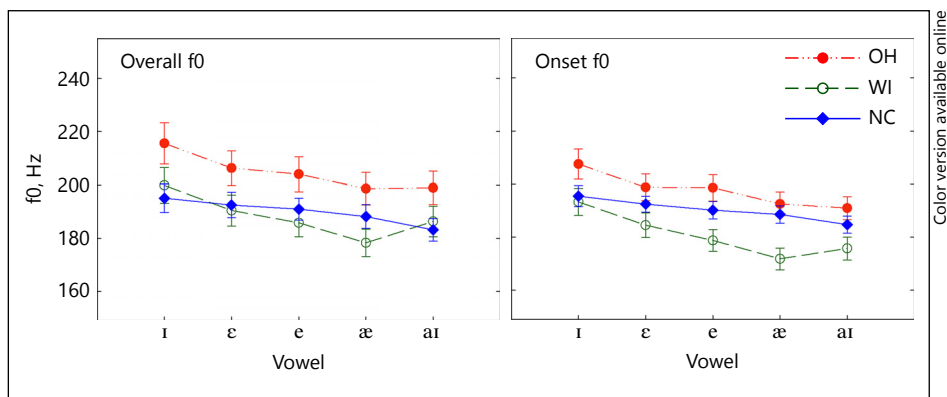 Overall f0
Onset f0
OH
WI
NC
240
220
200
180
160
f0, Hz
ɪ ɛ e æ aɪ
ɪ ɛ e æ aɪ
Vowel
Vowel
Color version available online